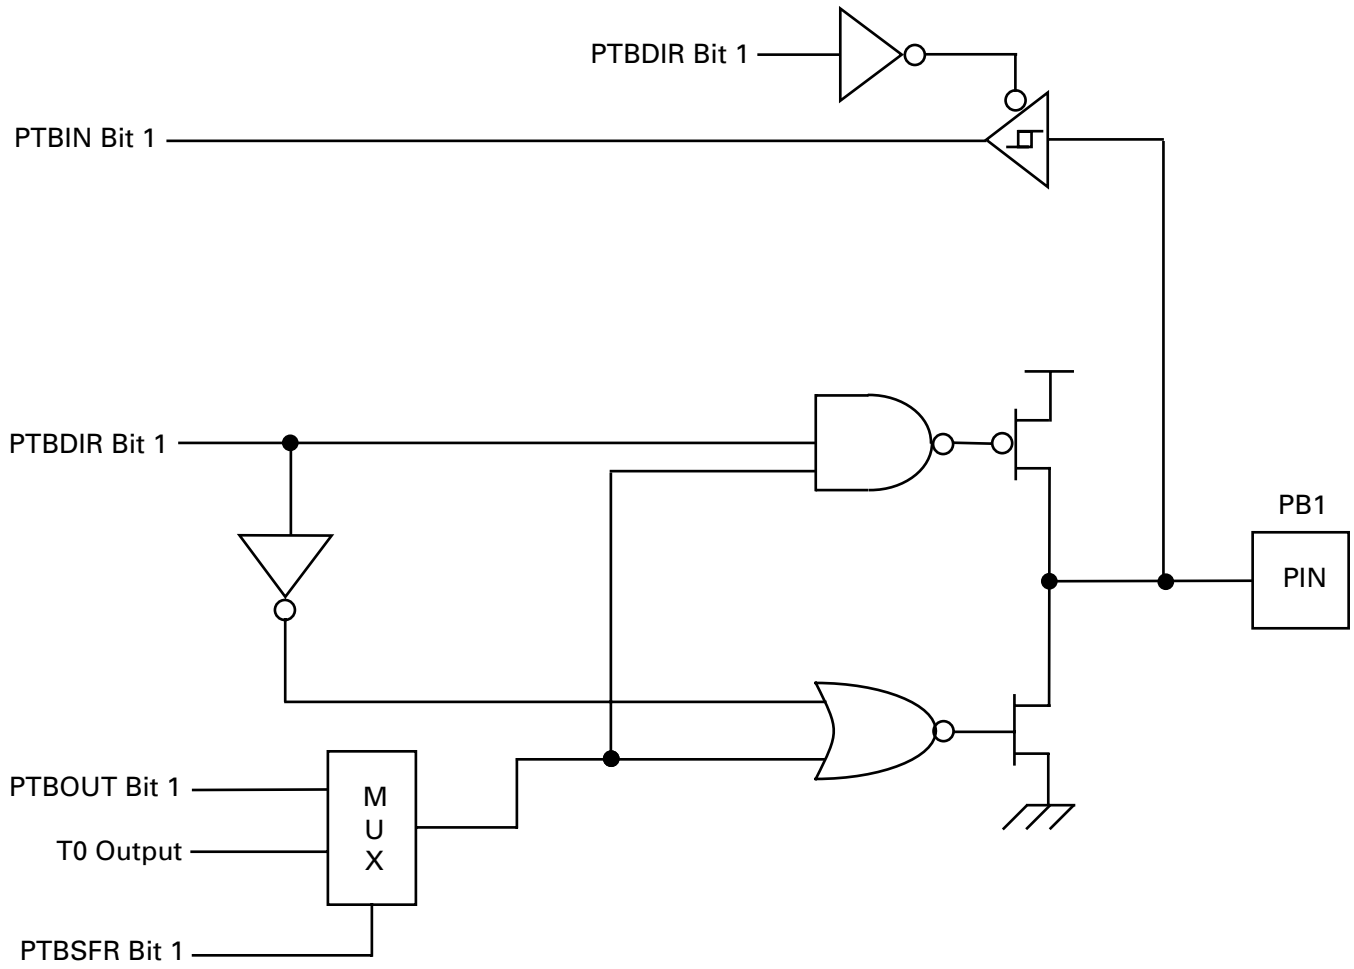 PTBDIR Bit 1
PTBIN Bit 1
PTBDIR Bit 1
PB1
PIN
PTBOUT Bit 1
M
U
X
T0 Output
PTBSFR Bit 1